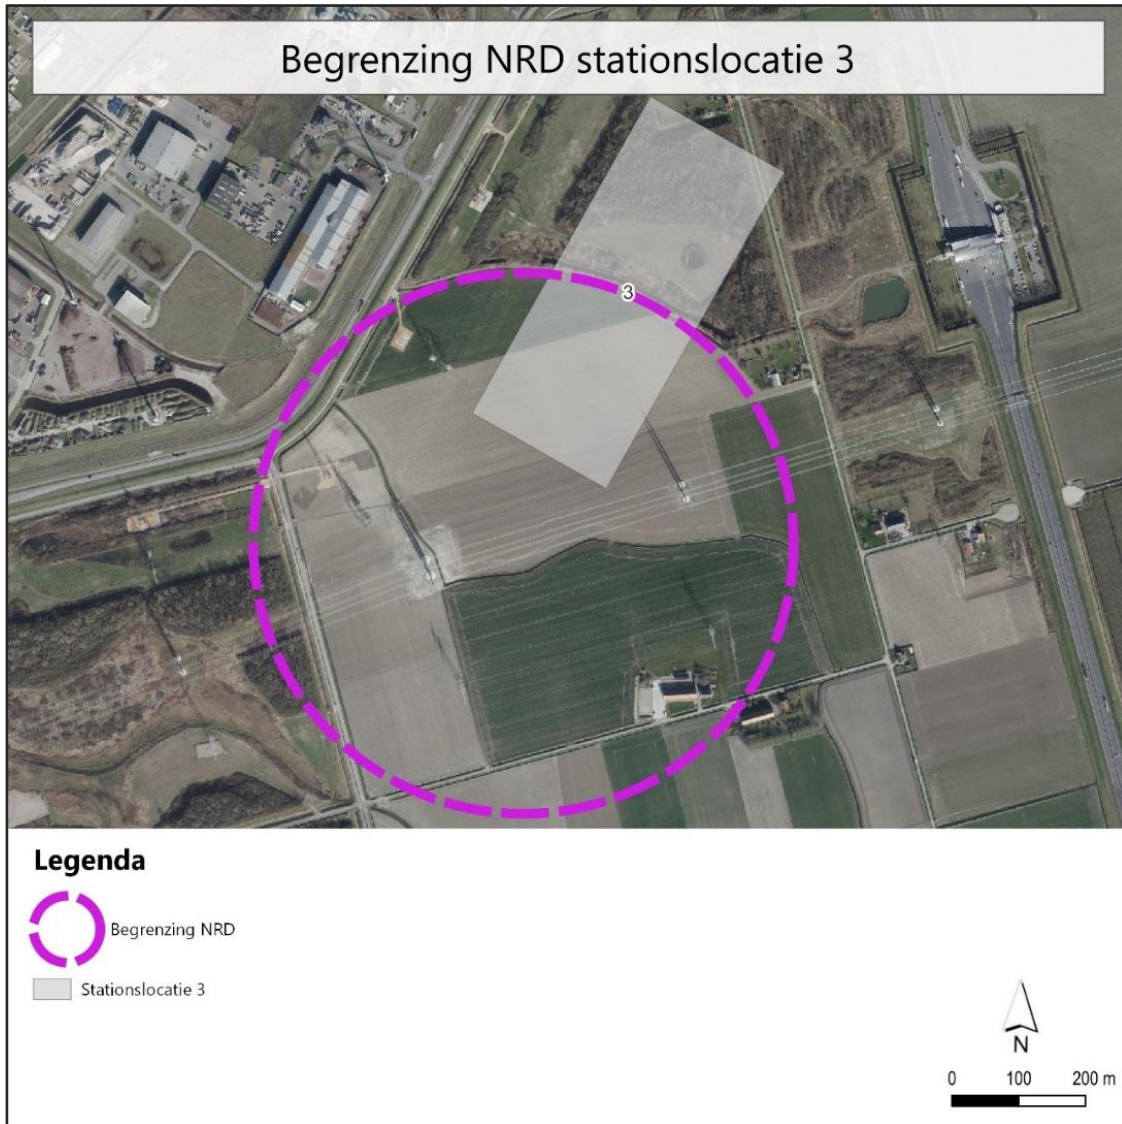 Begrenzing NRD stationslocatie 3
3
Legenda
Begrenzing NRD
Stationslocatie 3
N
0 100 200 m